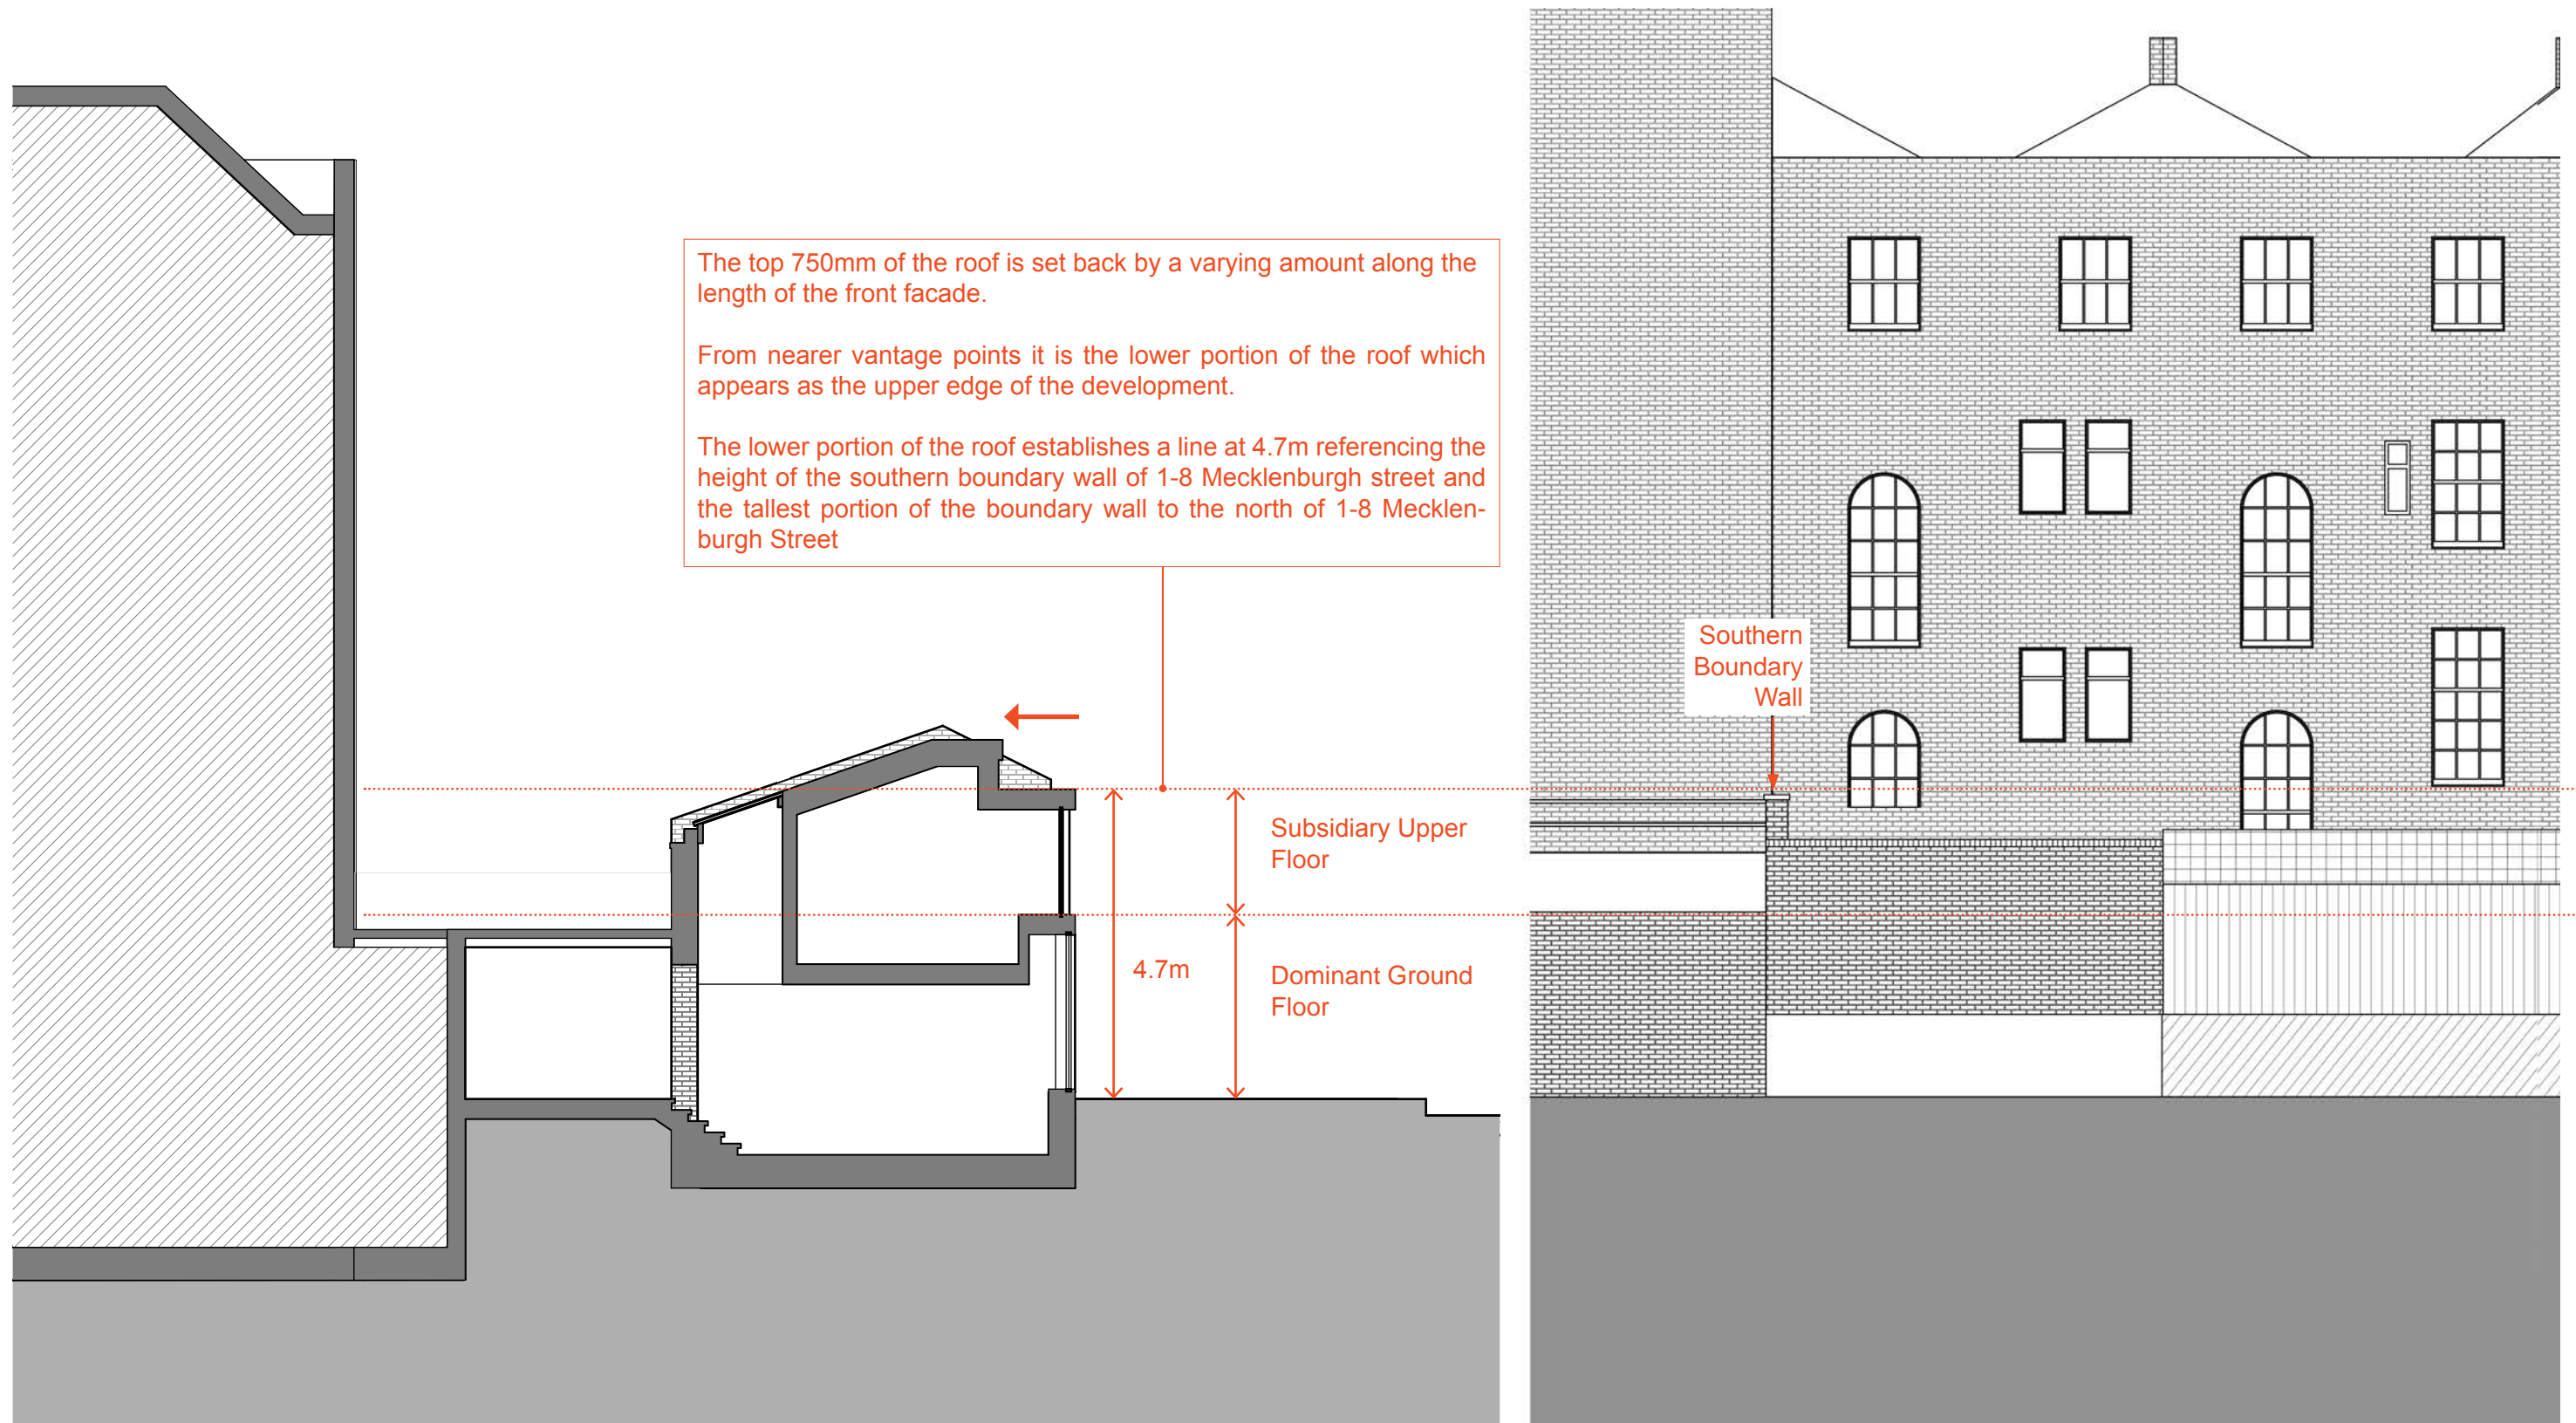 The top 750mm of the roof is set back by a varying amount along the
length of the front facade.
From nearer vantage points it is the lower portion of the roof which
appears as the upper edge of the development.
The lower portion of the roof establishes a line at 4.7m referencing the
height of the southern boundary wall of 1-8 Mecklenburgh street and
the tallest portion of the boundary wall to the north of 1-8 Mecklen-
burgh Street
Southern
Boundary
Wall
Subsidiary Upper
Floor
4.7m
Dominant Ground
Floor